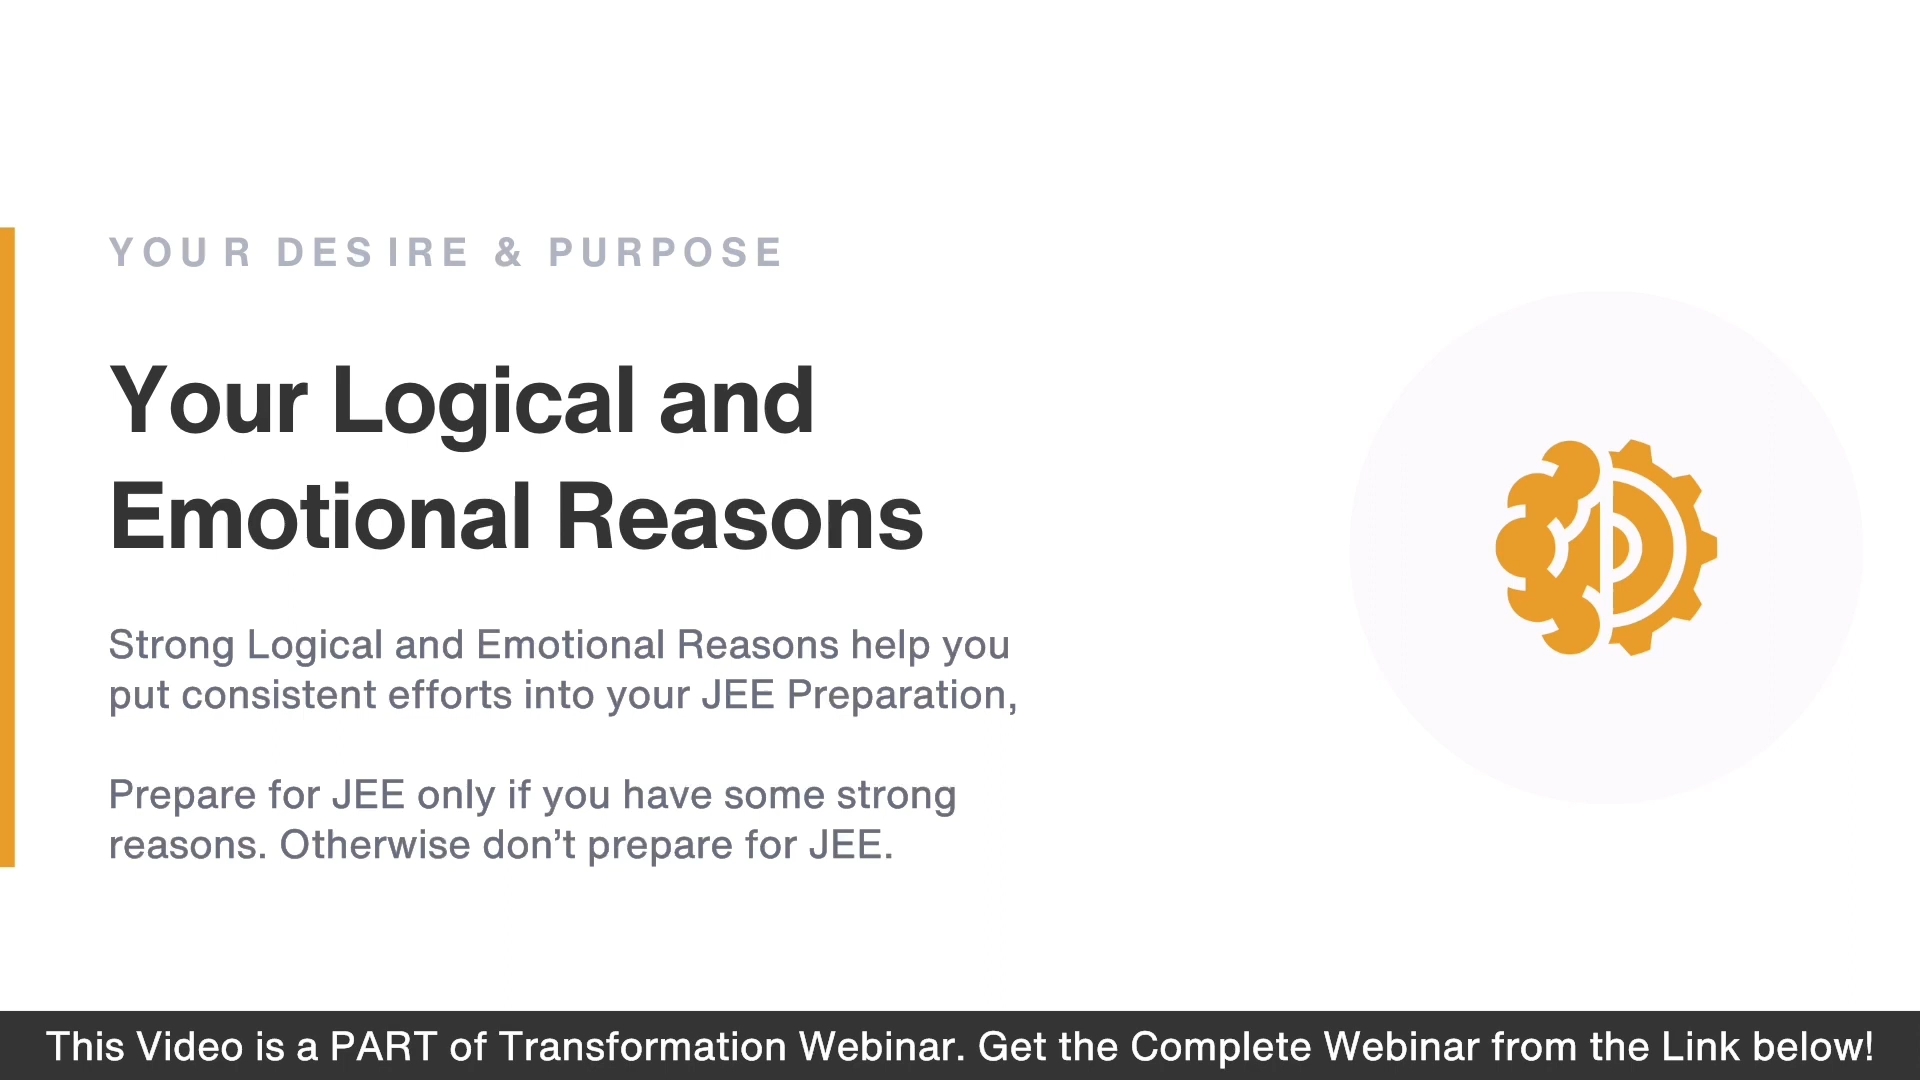 YOUR DESIRE & PURPOSE
Your Logical and
Emotional Reasons
Strong Logical and Emotional Reasons help you
put consistent efforts into your JEE Preparation,
Prepare for JEE only if you have some strong
reasons. Otherwise don’t prepare for JEE.
This Video is a PART of Transformation Webinar. Get the Complete Webinar from the Link below!